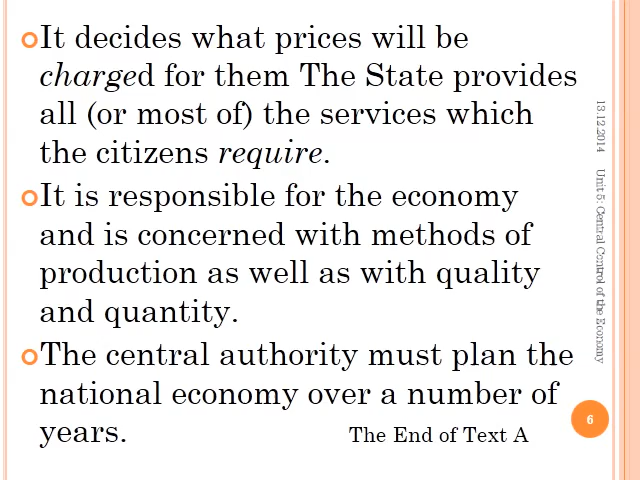 It decides what prices will be
charged for them The State provides
all (or most of) the services which
the citizens require.
It is responsible for the economy
and is concerned with methods of
production as well as with quality
and quantity.
The central authority must plan the
national economy over a number of
years.
The End of Text A
13.12.2014
Unit 5: Central Control of the Economy
6